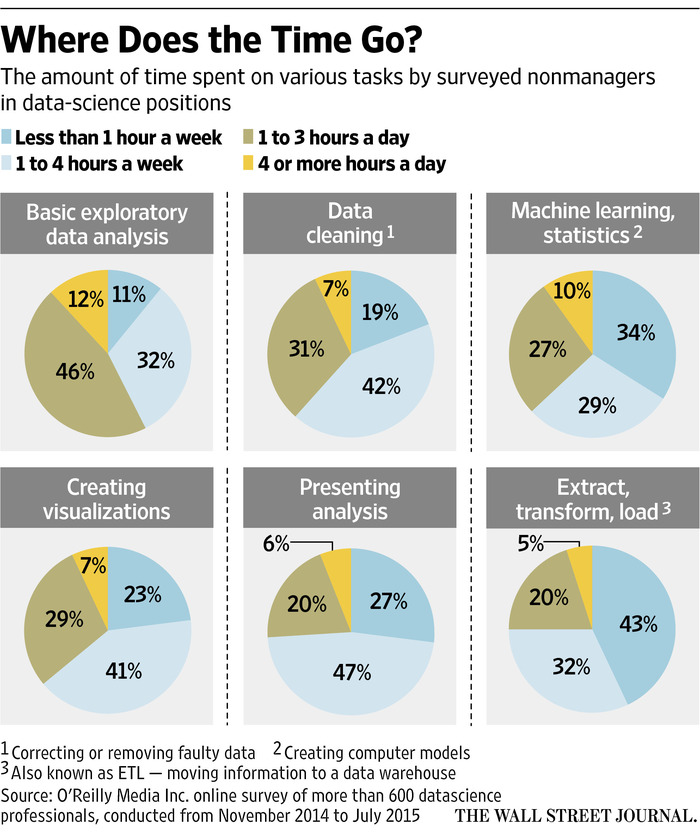 Where Does the Time Go?
The amount of time spent on various tasks by surveyed nonmanagers
in data-science positions
Less than 1 hour a week
1 to 3 hours a day
1 to 4 hours a week
4 or more hours a day
Basic exploratory
data analysis
12%
11%
46%
32%
Data
cleaning 1
7%
19%
31%
42%
Machine learning,
statistics 2
10%
34%
27%
29%
Creating
visualizations
7%
23%
29%
41%
Presenting
analysis
6%
27%
20%
47%
Extract,
transform, load 3
5%
20%
43%
32%
1 Correcting or removing faulty data
2 Creating computer models
3 Also known as ETL — moving information to a data warehouse
Source: O’Reilly Media Inc. online survey of more than 600 datascience
professionals, conducted from November 2014 to July 2015
THE WALL STREET JOURNAL.